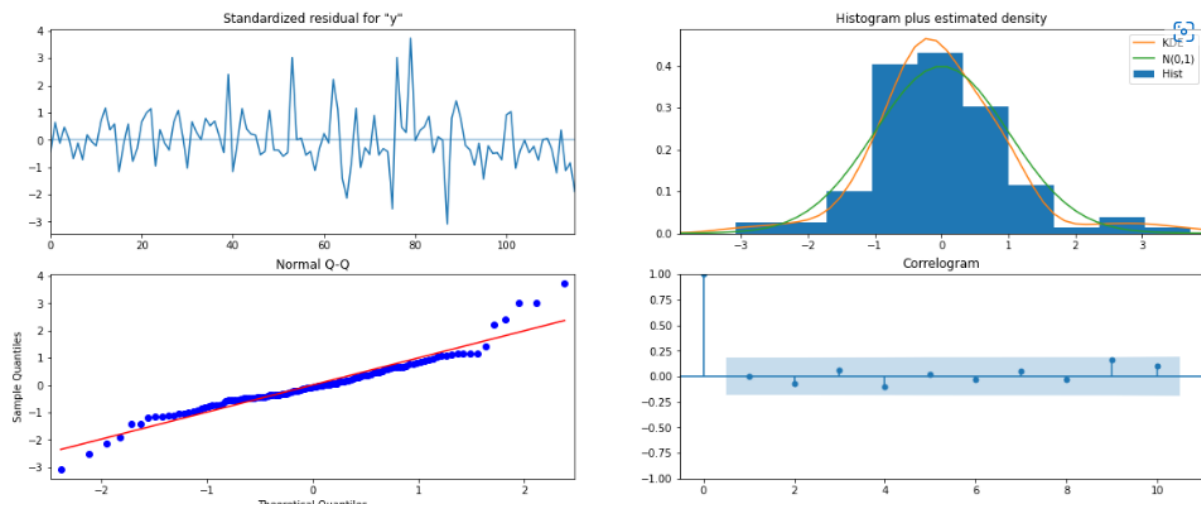 Standardized residual for "y"
4
3
2
1
0
−1
−2
−3
0 20 40 60 80 100
Histogram plus estimated density
KDE
N(0,1)
Hist
0.4
0.3
0.2
0.1
0.0
−3 −2 −1 0 1 2 3
Normal Q-Q
Sample Quantiles
4
3
2
1
0
−1
−2
−3
−2 −1 0 1 2
Theoretical Quantiles
Correlogram
1.00
0.75
0.50
0.25
0.00
−0.25
−0.50
−0.75
−1.00
0 2 4 6 8 10